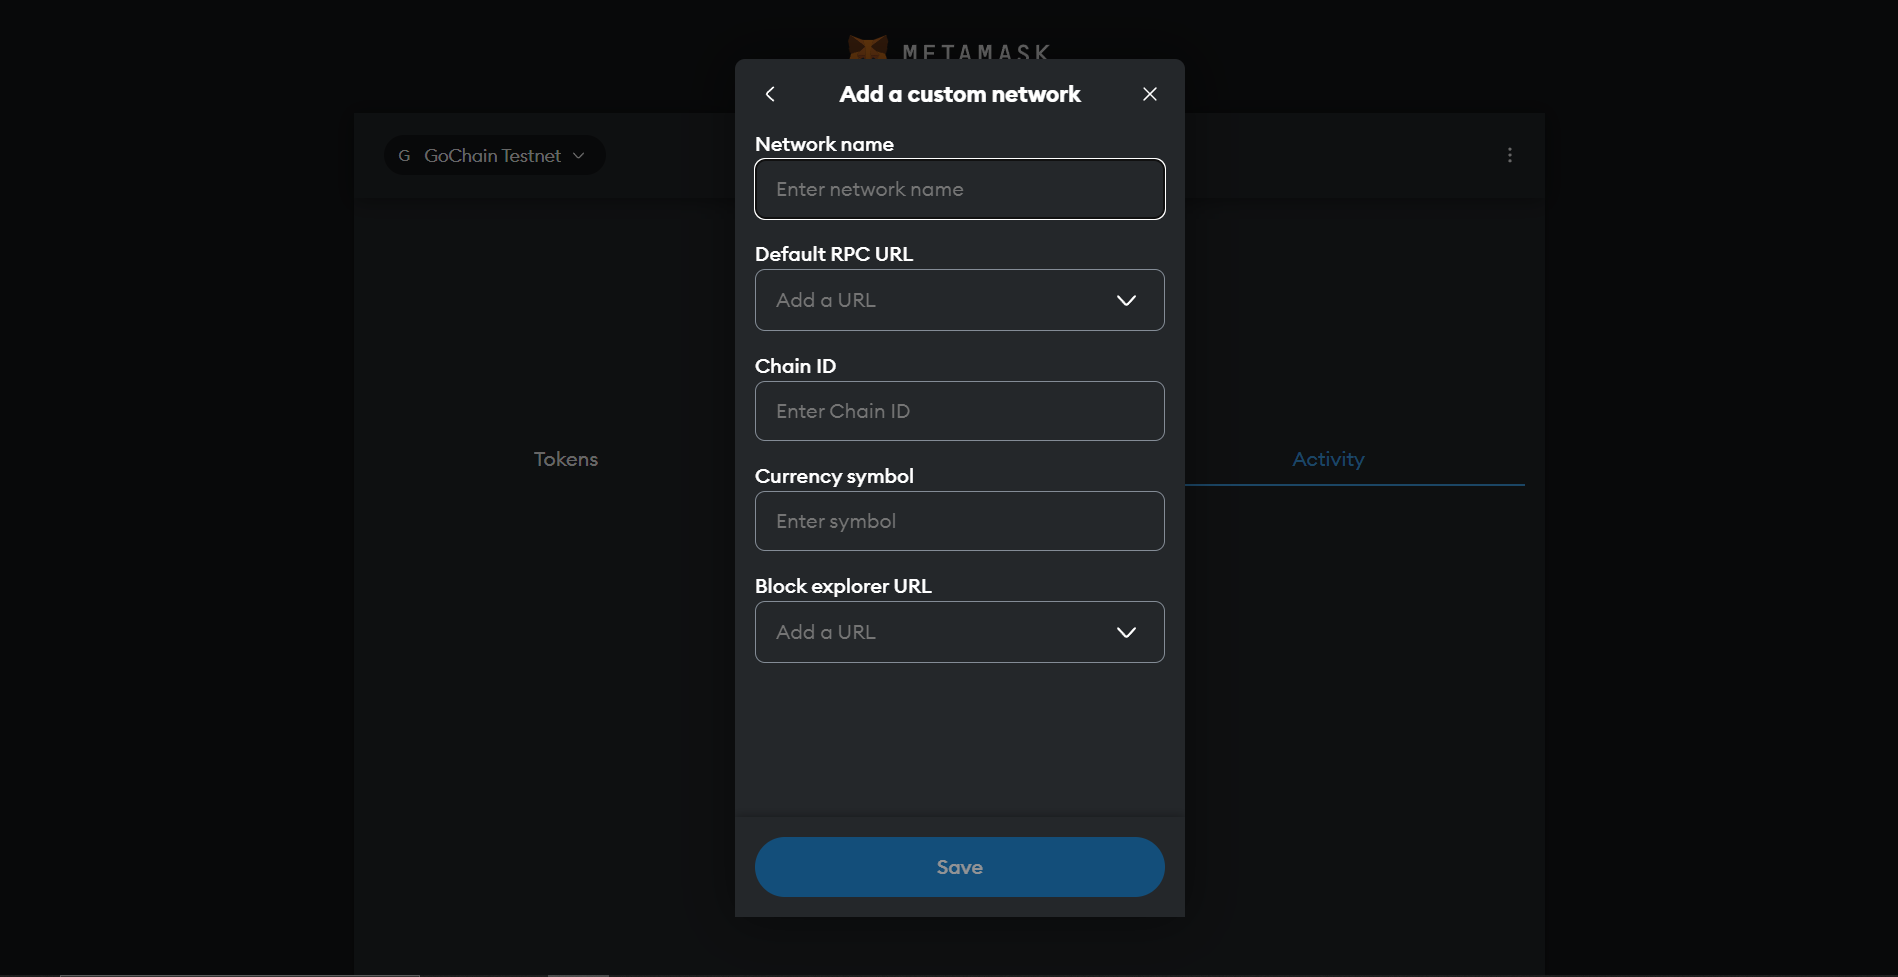 METAMASK
Add a custom network
G GoChain Testnet
Network name
Enter network name
Default RPC URL
Add a URL
Chain ID
Enter Chain ID
Tokens
Activity
Currency symbol
Enter symbol
Block explorer URL
Add a URL
Save